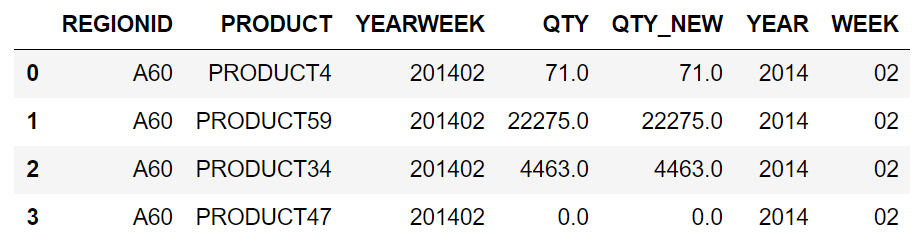 REGIONID PRODUCT YEARWEEK QTY QTY_NEW YEAR WEEK
0 A60 PRODUCT4 201402 71.0 71.0 2014 02
1 A60 PRODUCT59 201402 22275.0 22275.0 2014 02
2 A60 PRODUCT34 201402 4463.0 4463.0 2014 02
3 A60 PRODUCT47 201402 0.0 0.0 2014 02